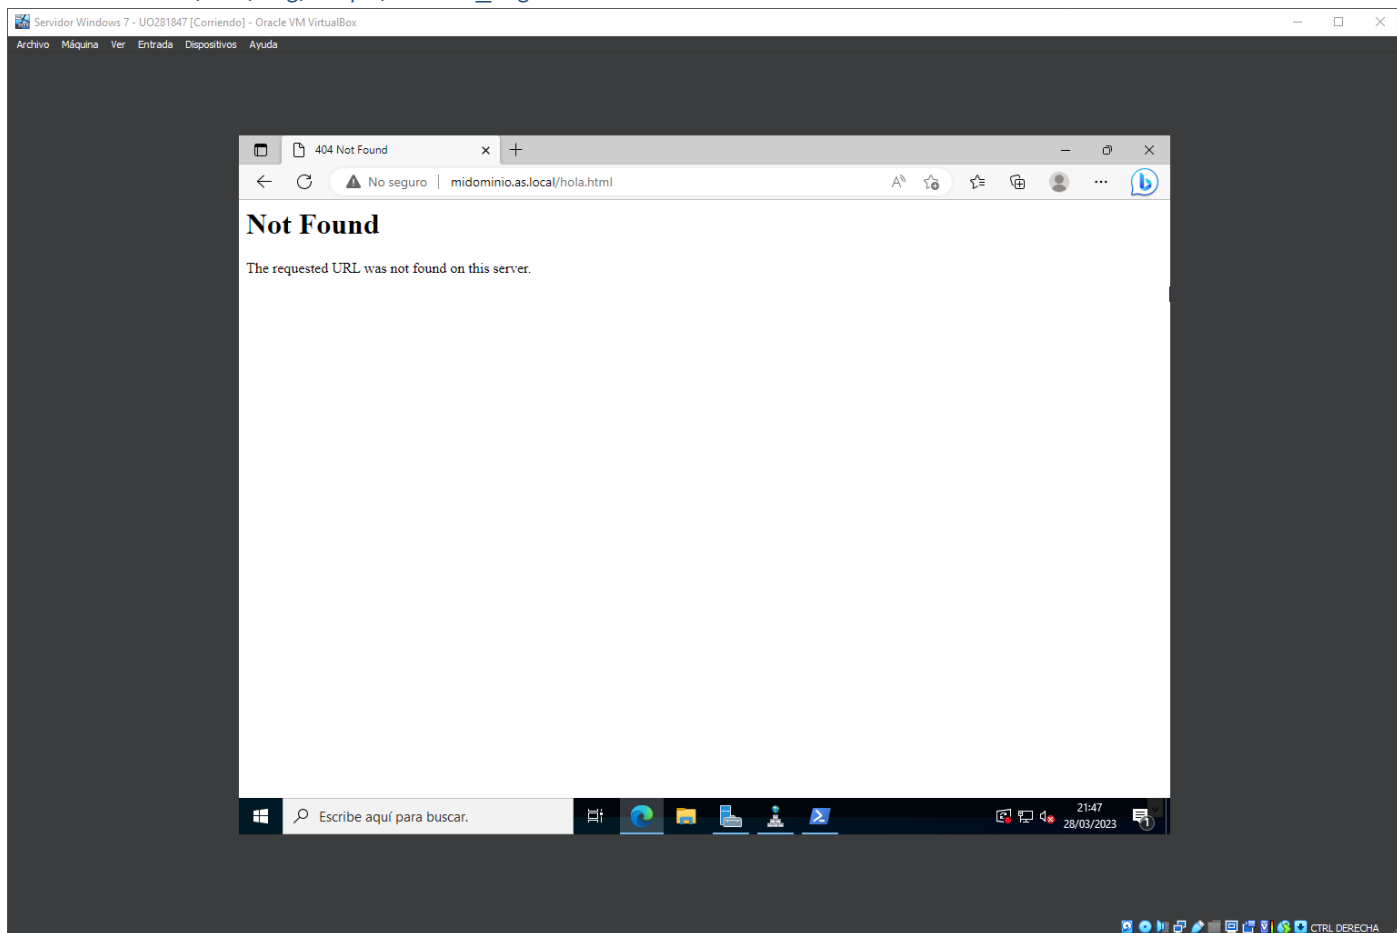 Servidor Windows 7 - UO281847 [Corriendo] - Oracle VM VirtualBox
Archivo Máquina Ver Entrada Dispositivos Ayuda
404 Not Found
No seguro midominio.as.local/hola.html
Not Found
The requested URL was not found on this server.
Escribe aquí para buscar.
21:47
28/03/2023
1
CTRL DERECHA